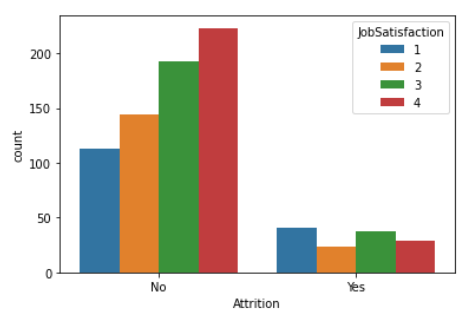 JobSatisfaction
1
2
3
4
200
150
100
50
0
count
No
Yes
Attrition